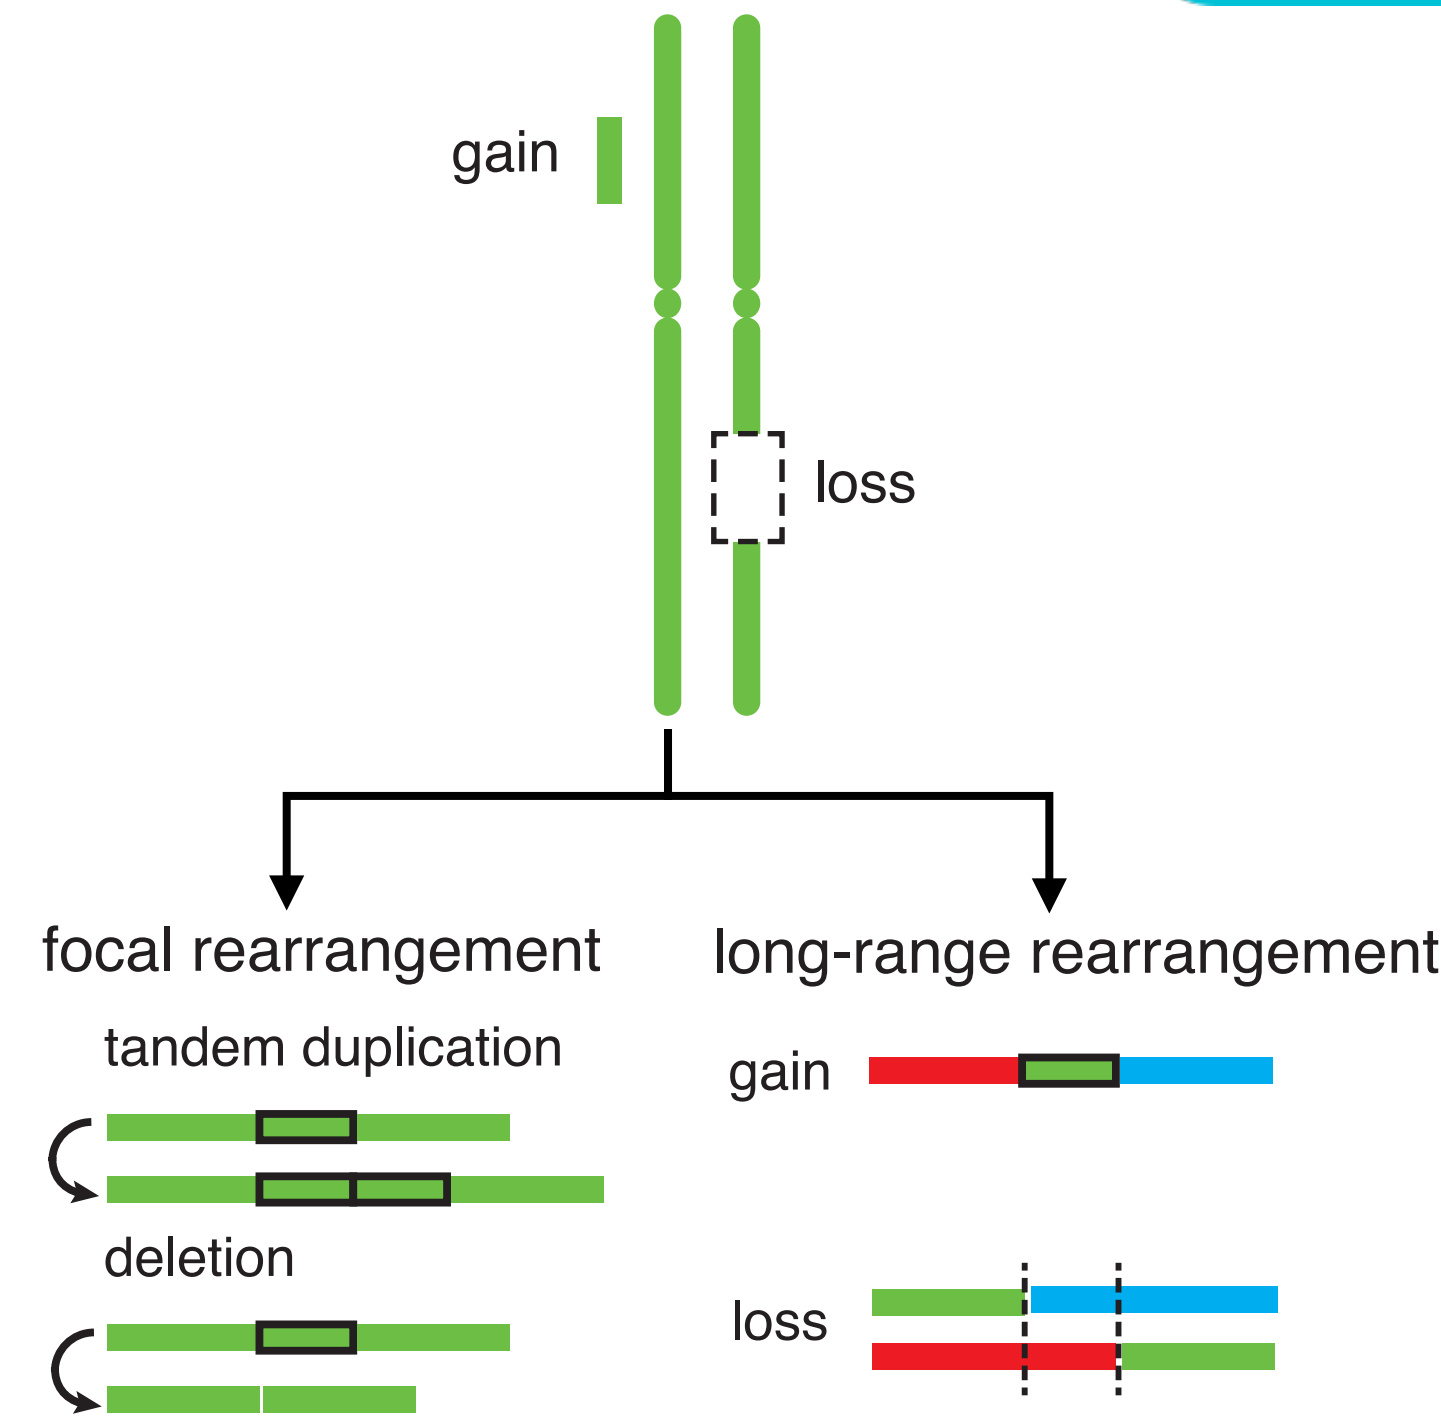 gain
loss
focal rearrangement
long-range rearrangement
tandem duplication
deletion
gain
loss